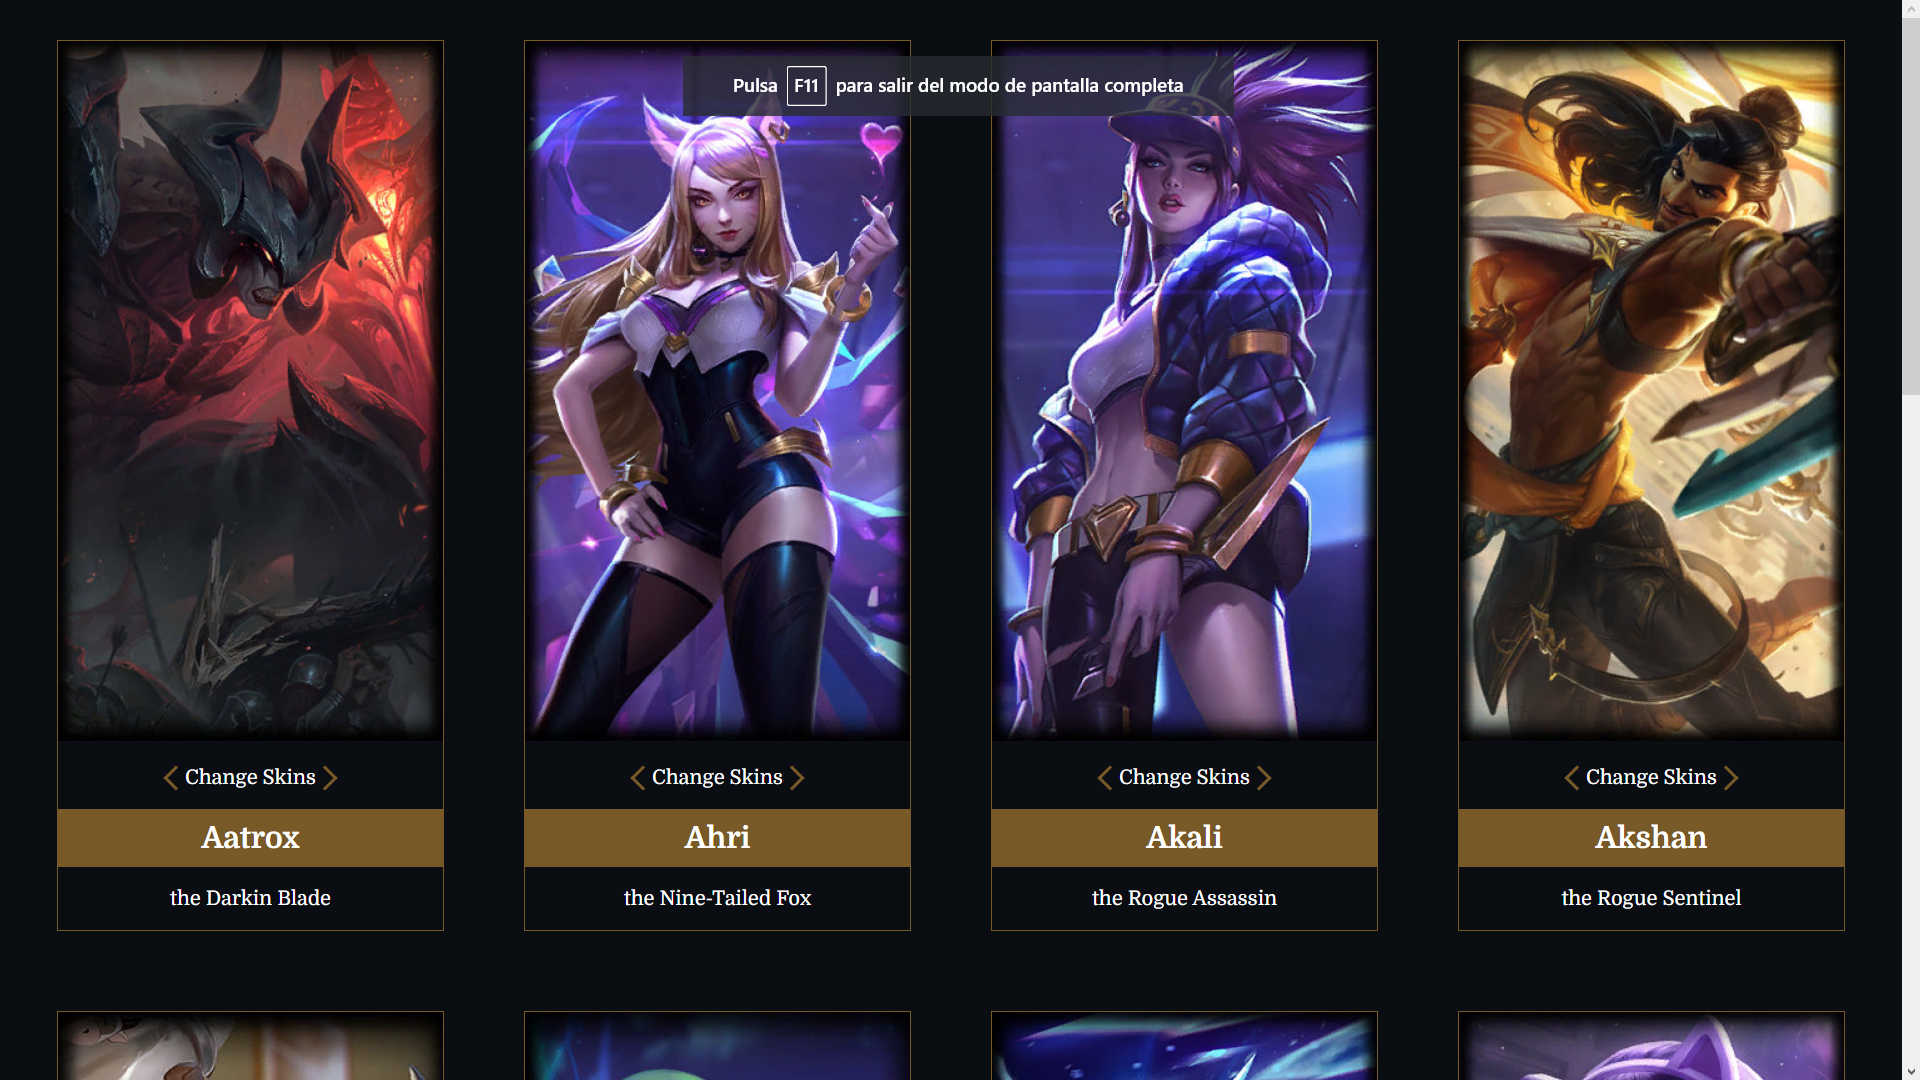 Pulsa F11 para salir del modo de pantalla completa
Change Skins
Aatrox
the Darkin Blade
Change Skins
Ahri
the Nine-Tailed Fox
Change Skins
Akali
the Rogue Assassin
Change Skins
Akshan
the Rogue Sentinel